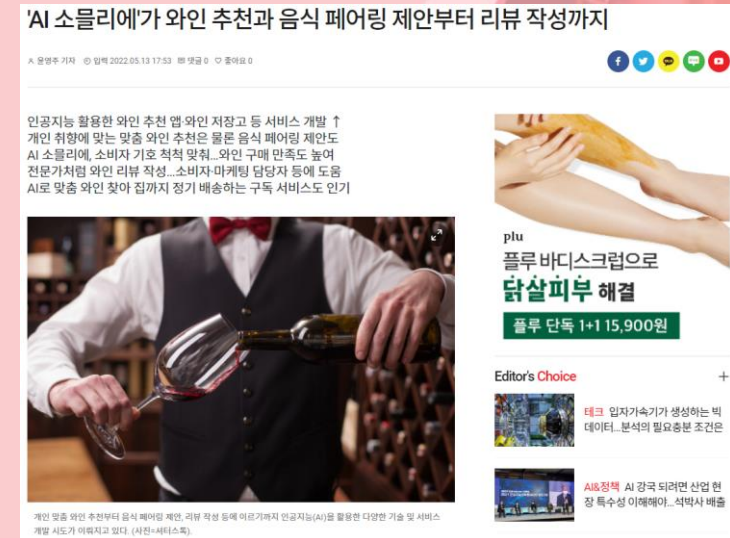 'AI 소믈리에'가 와인 추천과 음식 페어링 제안부터 리뷰 작성까지
윤영주 기자 입력 2022.05.13 17:53 댓글 0 좋아요 0
인공지능 활용한 와인 추천 앱·와인 저장고 등 서비스 개발 ↑
개인 취향에 맞는 맞춤 와인 추천은 물론 음식 페어링 제안도
AI 소믈리에, 소비자 기호 척척 맞춰...와인 구매 만족도 높여
전문가처럼 와인 리뷰 작성...소비자·마케팅 담당자 등에 도움
AI로 맞춤 와인 찾아 집까지 정기 배송하는 구독 서비스도 인기
개인 맞춤 와인 추천부터 음식 페어링 제안, 리뷰 작성 등에 이르기까지 인공지능(AI)을 활용한 다양한 기술 및 서비스
개발 시도가 이뤄지고 있다. (사진=셔터스톡).
plu
플루 바디스크럽으로
닭살피부 해결
플루 단독 1+1 15,900원
Editor's Choice
테크 입자가속기가 생성하는 빅
데이터...분석의 필요충분 조건은
AI&정책 AI 강국 되려면 산업 현
장 특수성 이해해야...석박사 배출